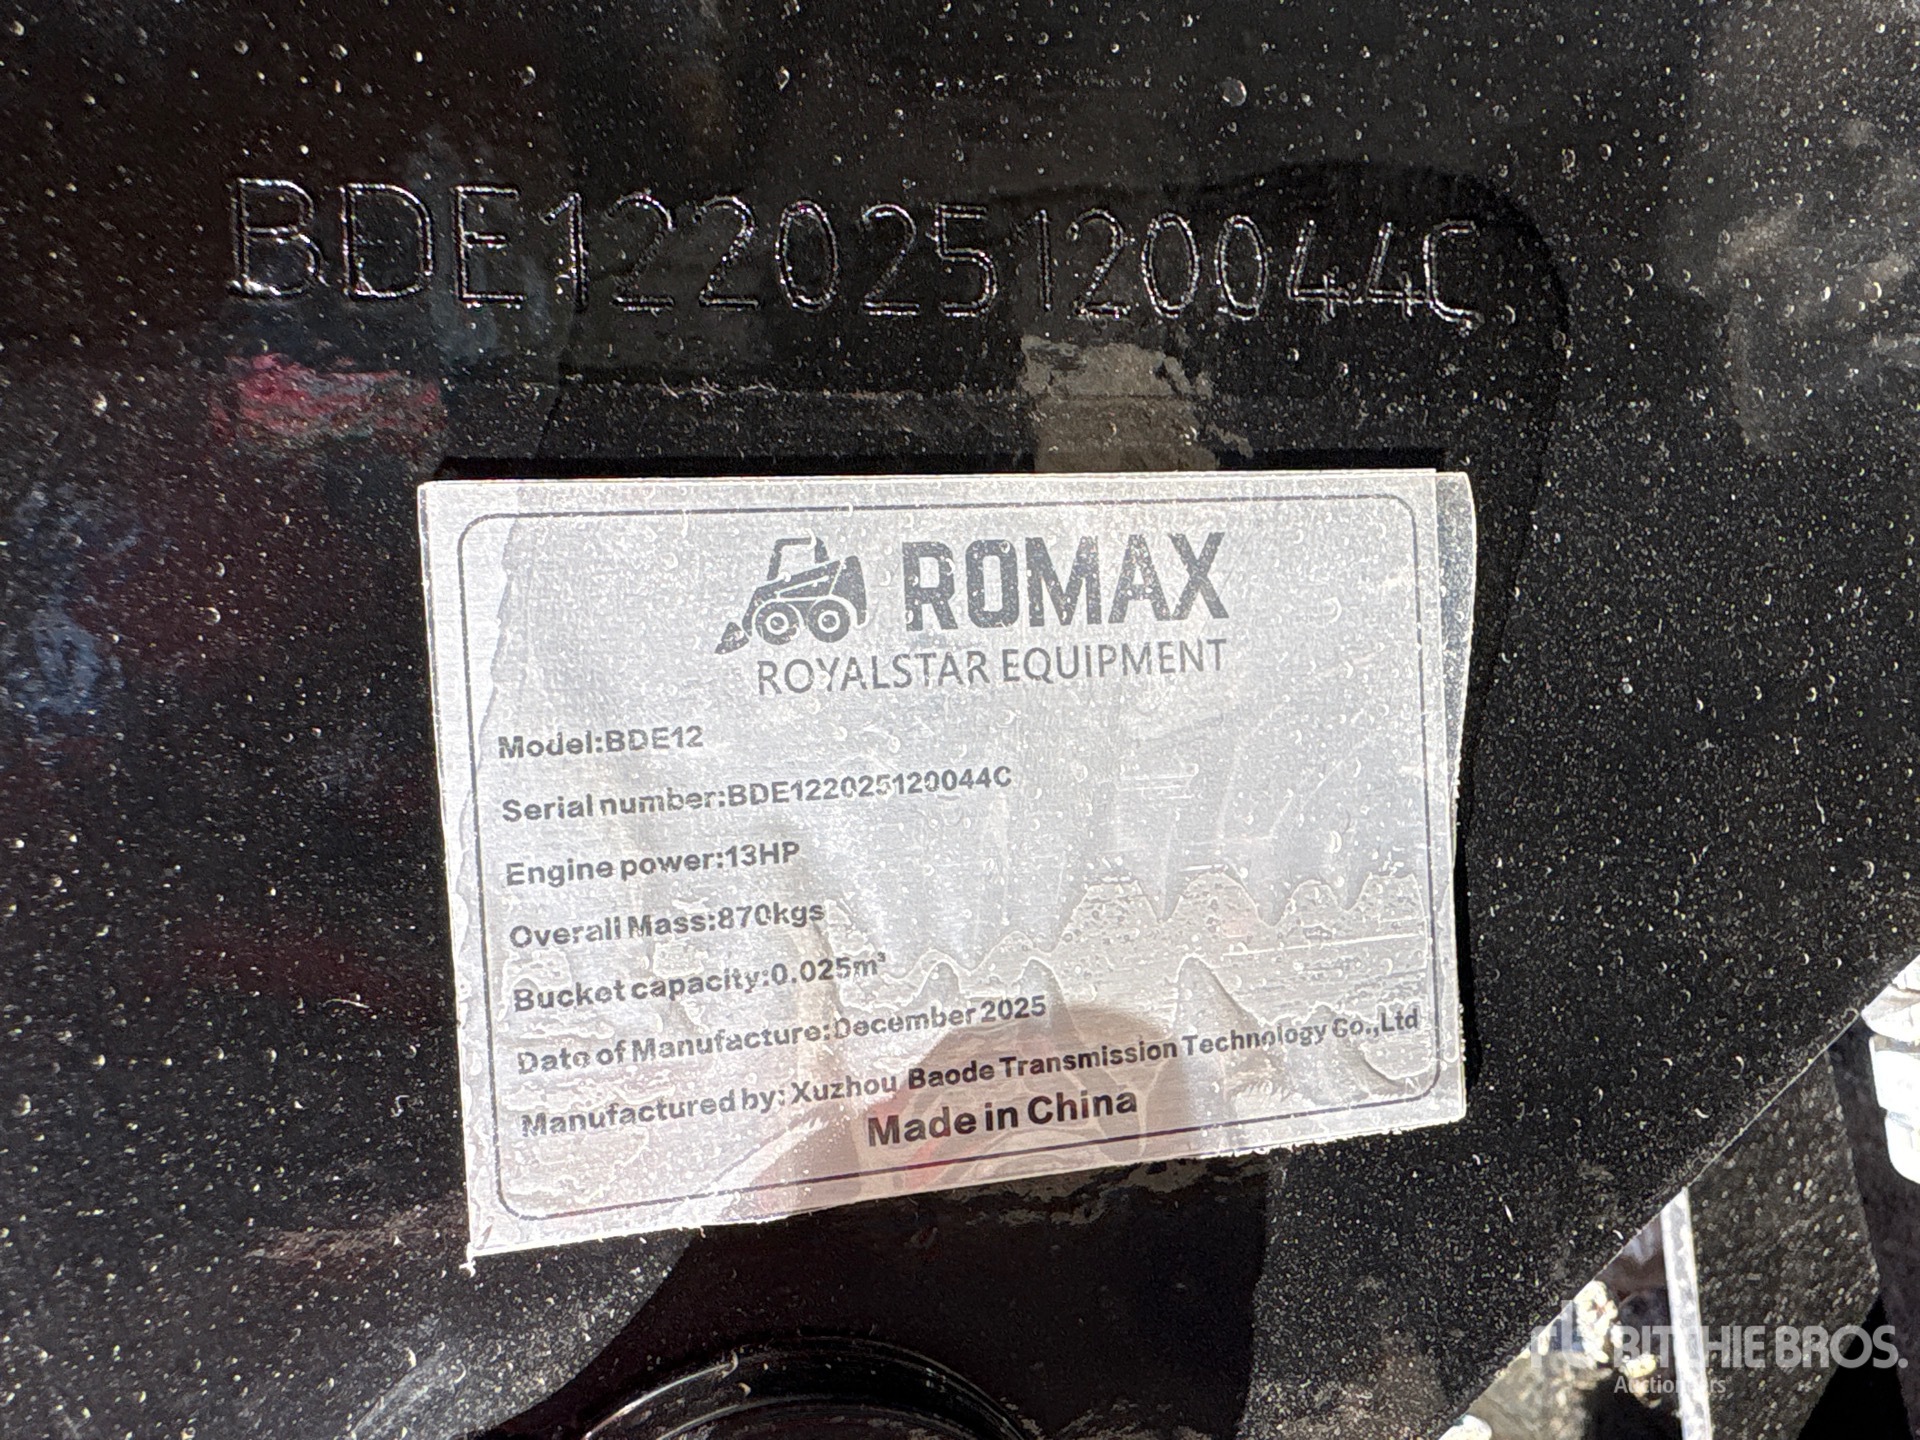 BDE122025120044C
ROMAX
ROYALSTAR EQUIPMENT
Model:BDE12
Serial number:BDE122025120044C
Engine power:13HP
Overall Mass:870kgs
Bucket capacity:0.025m³
Date of Manufacture:December 2025
Manufactured by: Xuzhou Baode Transmission Technology Co.,Ltd
Made in China
RITCHIE BROS.
Auctioneers